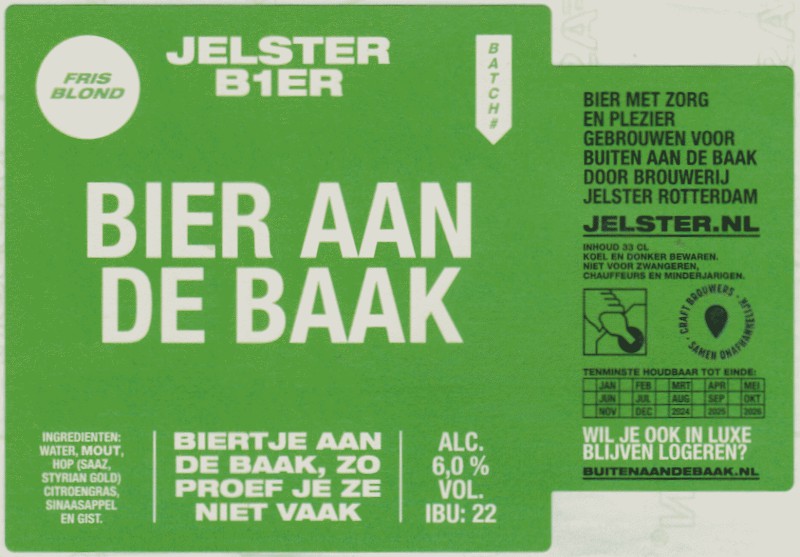 FRIS
BLOND
JELSTER
B1ER
BATCH#
BIER AAN
DE BAAK
INGREDIENTEN:
WATER, MOUT,
HOP (SAAZ,
STYRIAN GOLD)
CITROENGRAS,
SINAASAPPEL
EN GIST.
BIERTJE AAN
DE BAAK, ZO
PROEF JE ZE
NIET VAAK
ALC.
6,0 %
VOL.
IBU: 22
BIER MET ZORG
EN PLEZIER
GEBROUWEN VOOR
BUITEN AAN DE BAAK
DOOR BROUWERIJ
JELSTER ROTTERDAM
JELSTER.NL
INHOUD 33 CL
KOEL EN DONKER BEWAREN.
NIET VOOR ZWANGEREN,
CHAUFFEURS EN MINDERJARIGEN.
CRAFT BROUWERS · SAMEN ONAFHANKELIJK ·
TENMINSTE HOUDBAAR TOT EINDE:
JAN FEB MRT APR MEI
JUN JUL AUG SEP OKT
NOV DEC 2024 2025 2026
WIL JE OOK IN LUXE
BLIJVEN LOGEREN?
BUITENAANDEBAAK.NL